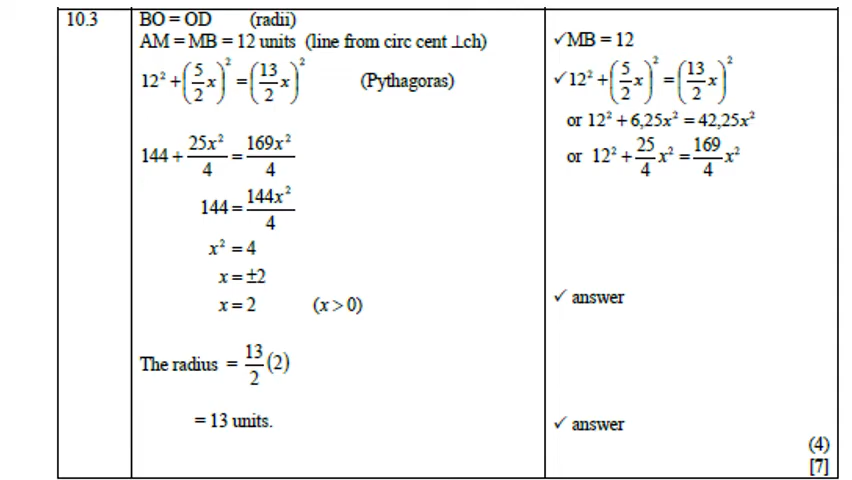 10.3
BO = OD (radii)
AM = MB = 12 units (line from circ cent ⊥ch)
12² + (5/2 x)² = (13/2 x)² (Pythagoras)
144 + 25x²/4 = 169x²/4
144 = 144x²/4
x² = 4
x = ±2
x = 2 (x > 0)
The radius = 13/2 (2)
= 13 units.
✓MB = 12
✓12² + (5/2 x)² = (13/2 x)²
or 12² + 6,25x² = 42,25x²
or 12² + 25/4 x² = 169/4 x²
✓ answer
✓ answer
(4)
[7]